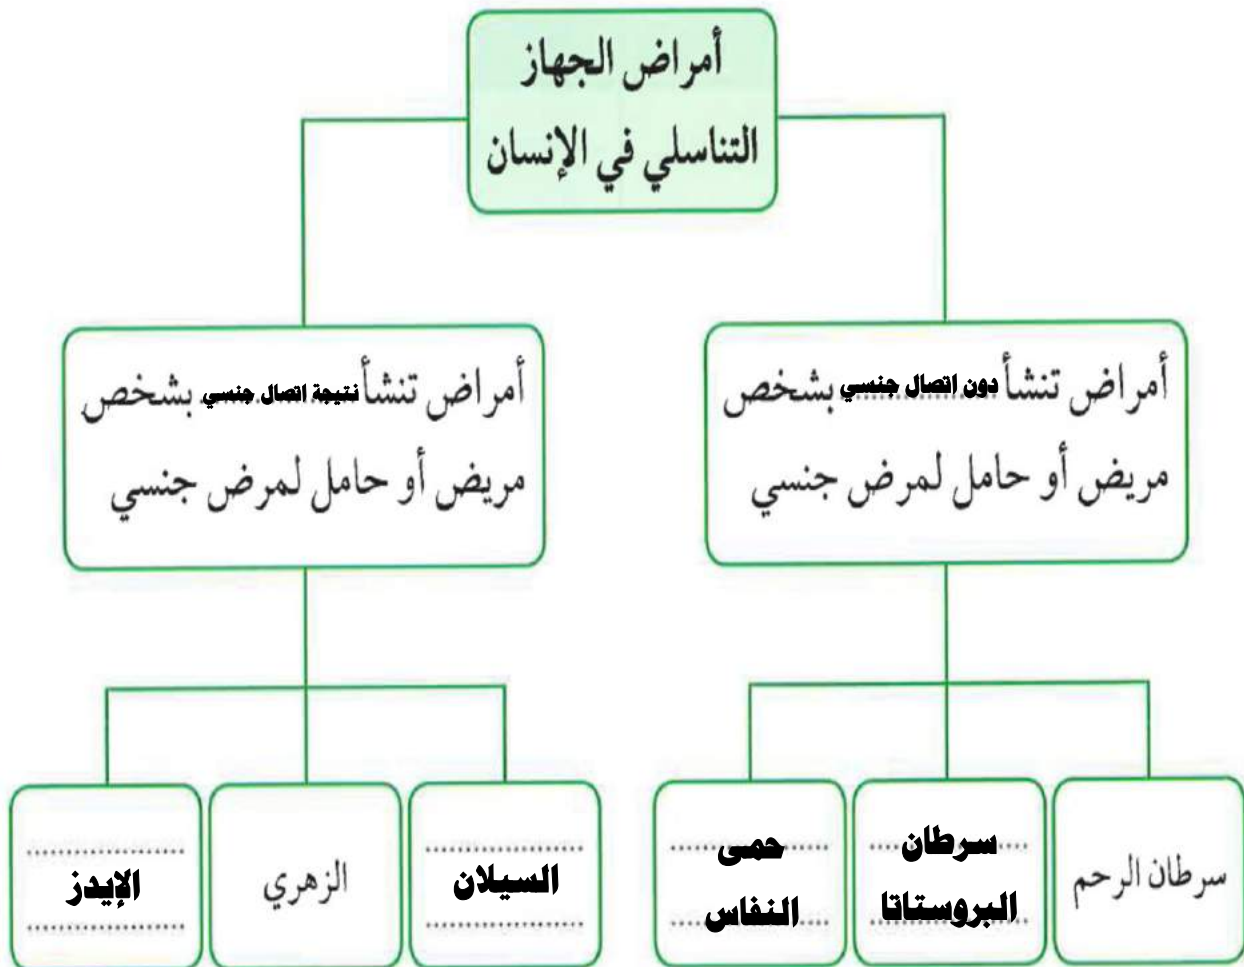 أمراض الجهاز
التناسلي في الإنسان
أمراض تنشأ دون اتصال جنسي بشخص
مريض أو حامل لمرض جنسي
أمراض تنشأ نتيجة اتصال جنسي بشخص
مريض أو حامل لمرض جنسي
سرطان الرحم
سرطان
البروستاتا
حمى
النفاس
السيلان
الزهري
الإيدز